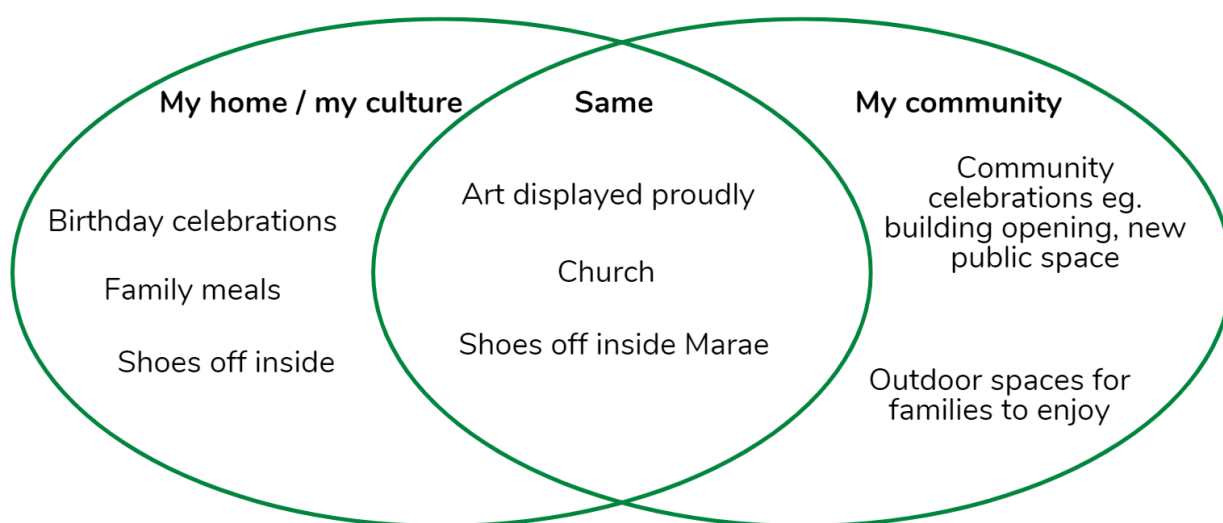 My home / my culture
Birthday celebrations
Family meals
Shoes off inside
Same
Art displayed proudly
Church
Shoes off inside Marae
My community
Community
celebrations eg.
building opening, new
public space
Outdoor spaces for
families to enjoy